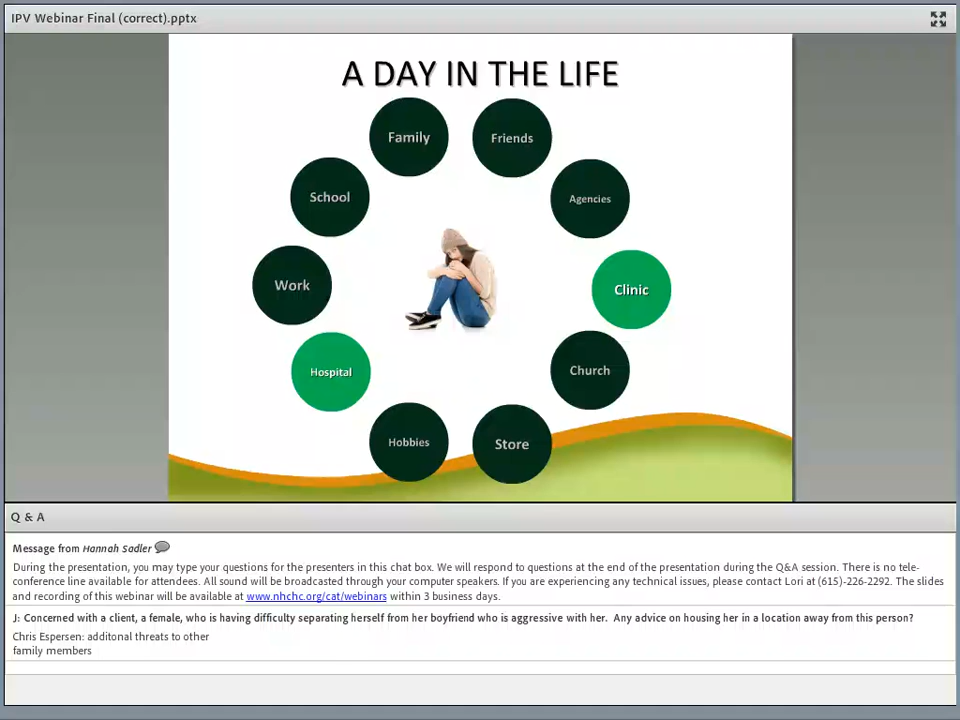 IPV Webinar Final (correct).pptx
A DAY IN THE LIFE
Family
Friends
School
Agencies
Work
Clinic
Hospital
Church
Hobbies
Store
Q & A
Message from Hannah Sadler
During the presentation, you may type your questions for the presenters in this chat box. We will respond to questions at the end of the presentation during the Q&A session. There is no tele-
conference line available for attendees. All sound will be broadcasted through your computer speakers. If you are experiencing any technical issues, please contact Lori at (615)-226-2292. The slides
and recording of this webinar will be available at www.nhchc.org/cat/webinars within 3 business days.
J: Concerned with a client, a female, who is having difficulty separating herself from her boyfriend who is aggressive with her. Any advice on housing her in a location away from this person?
Chris Espersen: additonal threats to other
family members